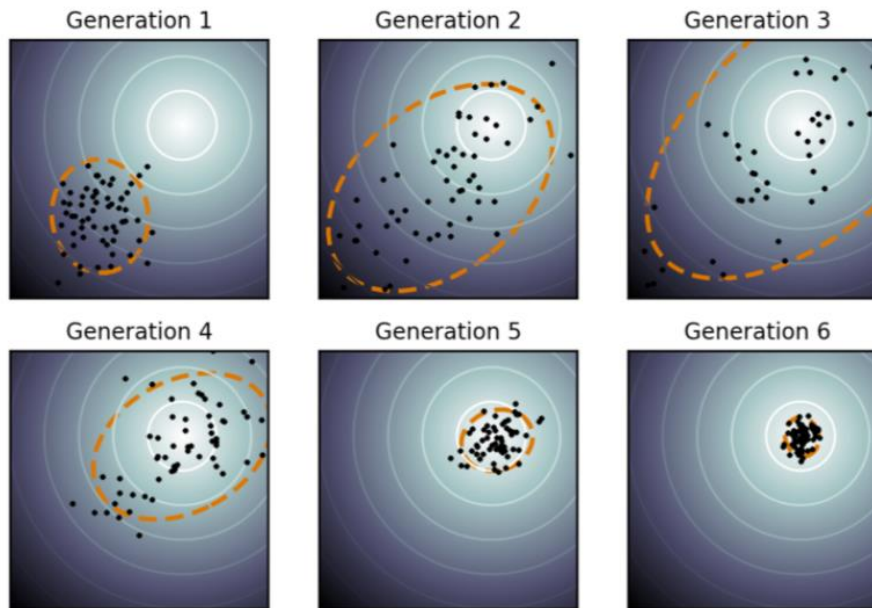 Generation 1
Generation 2
Generation 3
Generation 4
Generation 5
Generation 6